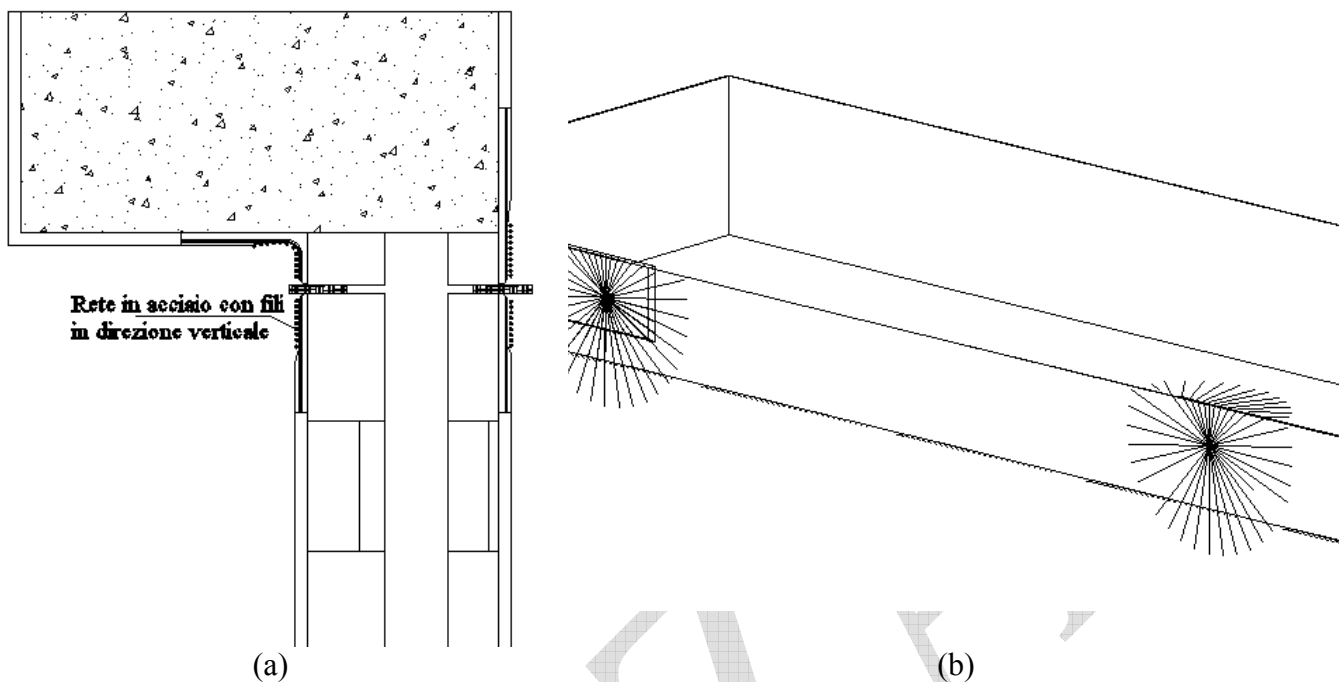 Rete in acciaio con fili
in direzione verticale
(a)
(b)